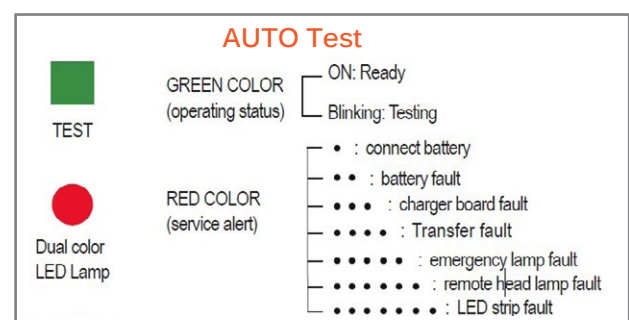 AUTO Test
TEST
GREEN COLOR
(operating status)
ON: Ready
Blinking: Testing
Dual color
LED Lamp
RED COLOR
(service alert)
• : connect battery
• • : battery fault
• • • : charger board fault
• • • • : Transfer fault
• • • • • : emergency lamp fault
• • • • • • : remote head lamp fault
• • • • • • • : LED strip fault